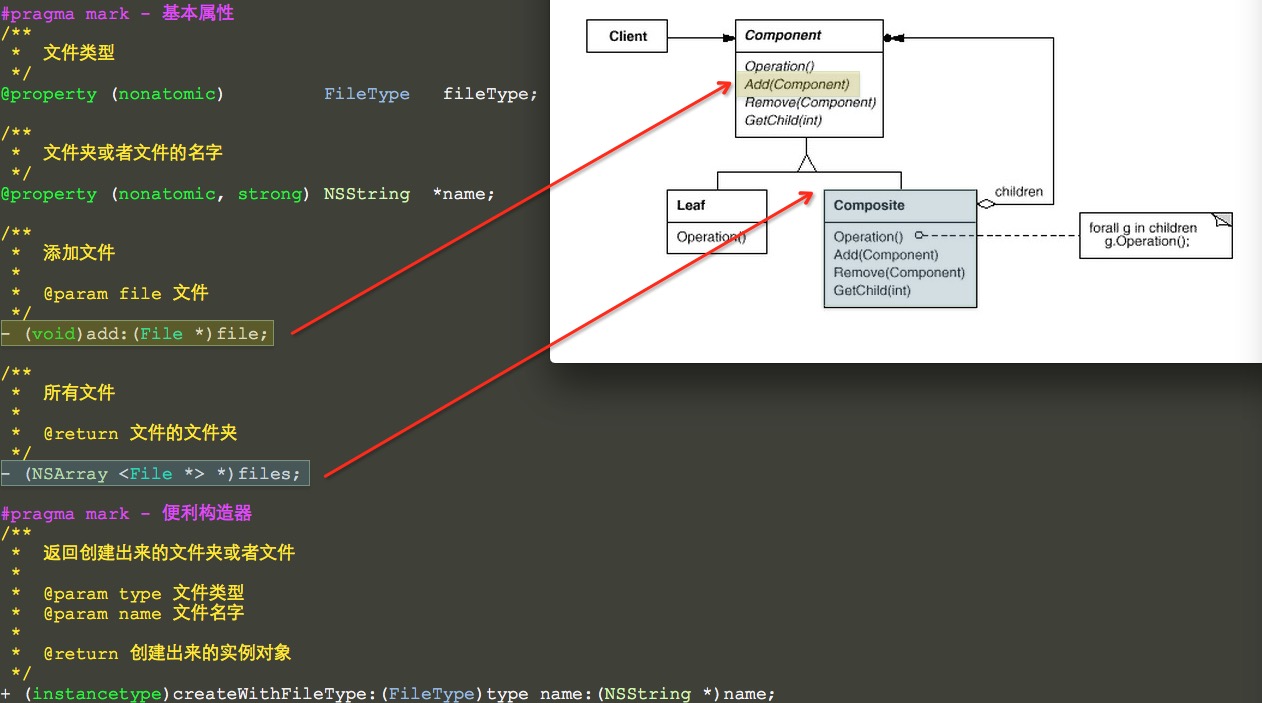 #pragma mark - 基本属性
/**
 *  文件类型
 */
@property (nonatomic)         FileType   fileType;
/**
 *  文件夹或者文件的名字
 */
@property (nonatomic, strong) NSString  *name;
/**
 *  添加文件
 *
 *  @param file 文件
 */
- (void)add:(File *)file;
/**
 *  所有文件
 *
 *  @return 文件的文件夹
 */
- (NSArray <File *> *)files;
#pragma mark - 便利构造器
/**
 *  返回创建出来的文件夹或者文件
 *
 *  @param type 文件类型
 *  @param name 文件名字
 *
 *  @return 创建出来的实例对象
 */
+ (instancetype)createWithFileType:(FileType)type name:(NSString *)name;
Client
Component
Operation()
Add(Component)
Remove(Component)
GetChild(int)
Leaf
Operation()
Composite
Operation()
Add(Component)
Remove(Component)
GetChild(int)
children
forall g in children
g.Operation();